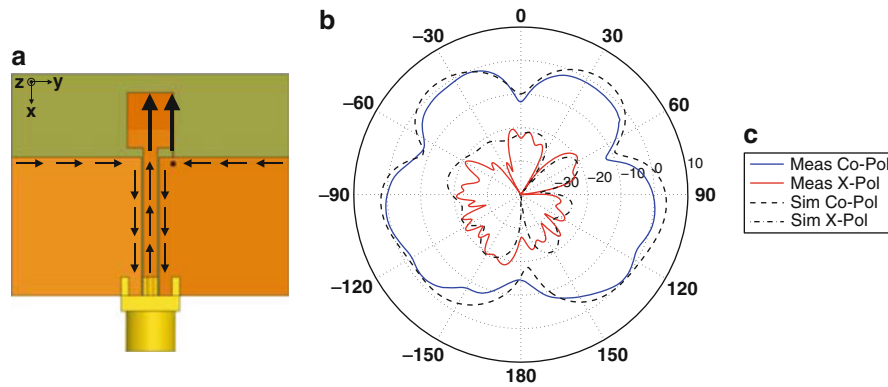 a
z
y
x
b
0
−30
30
−60
60
−90
90
−120
120
−150
150
180
−30
−20
−10
0
10
c
Meas Co-Pol
Meas X-Pol
Sim Co-Pol
Sim X-Pol